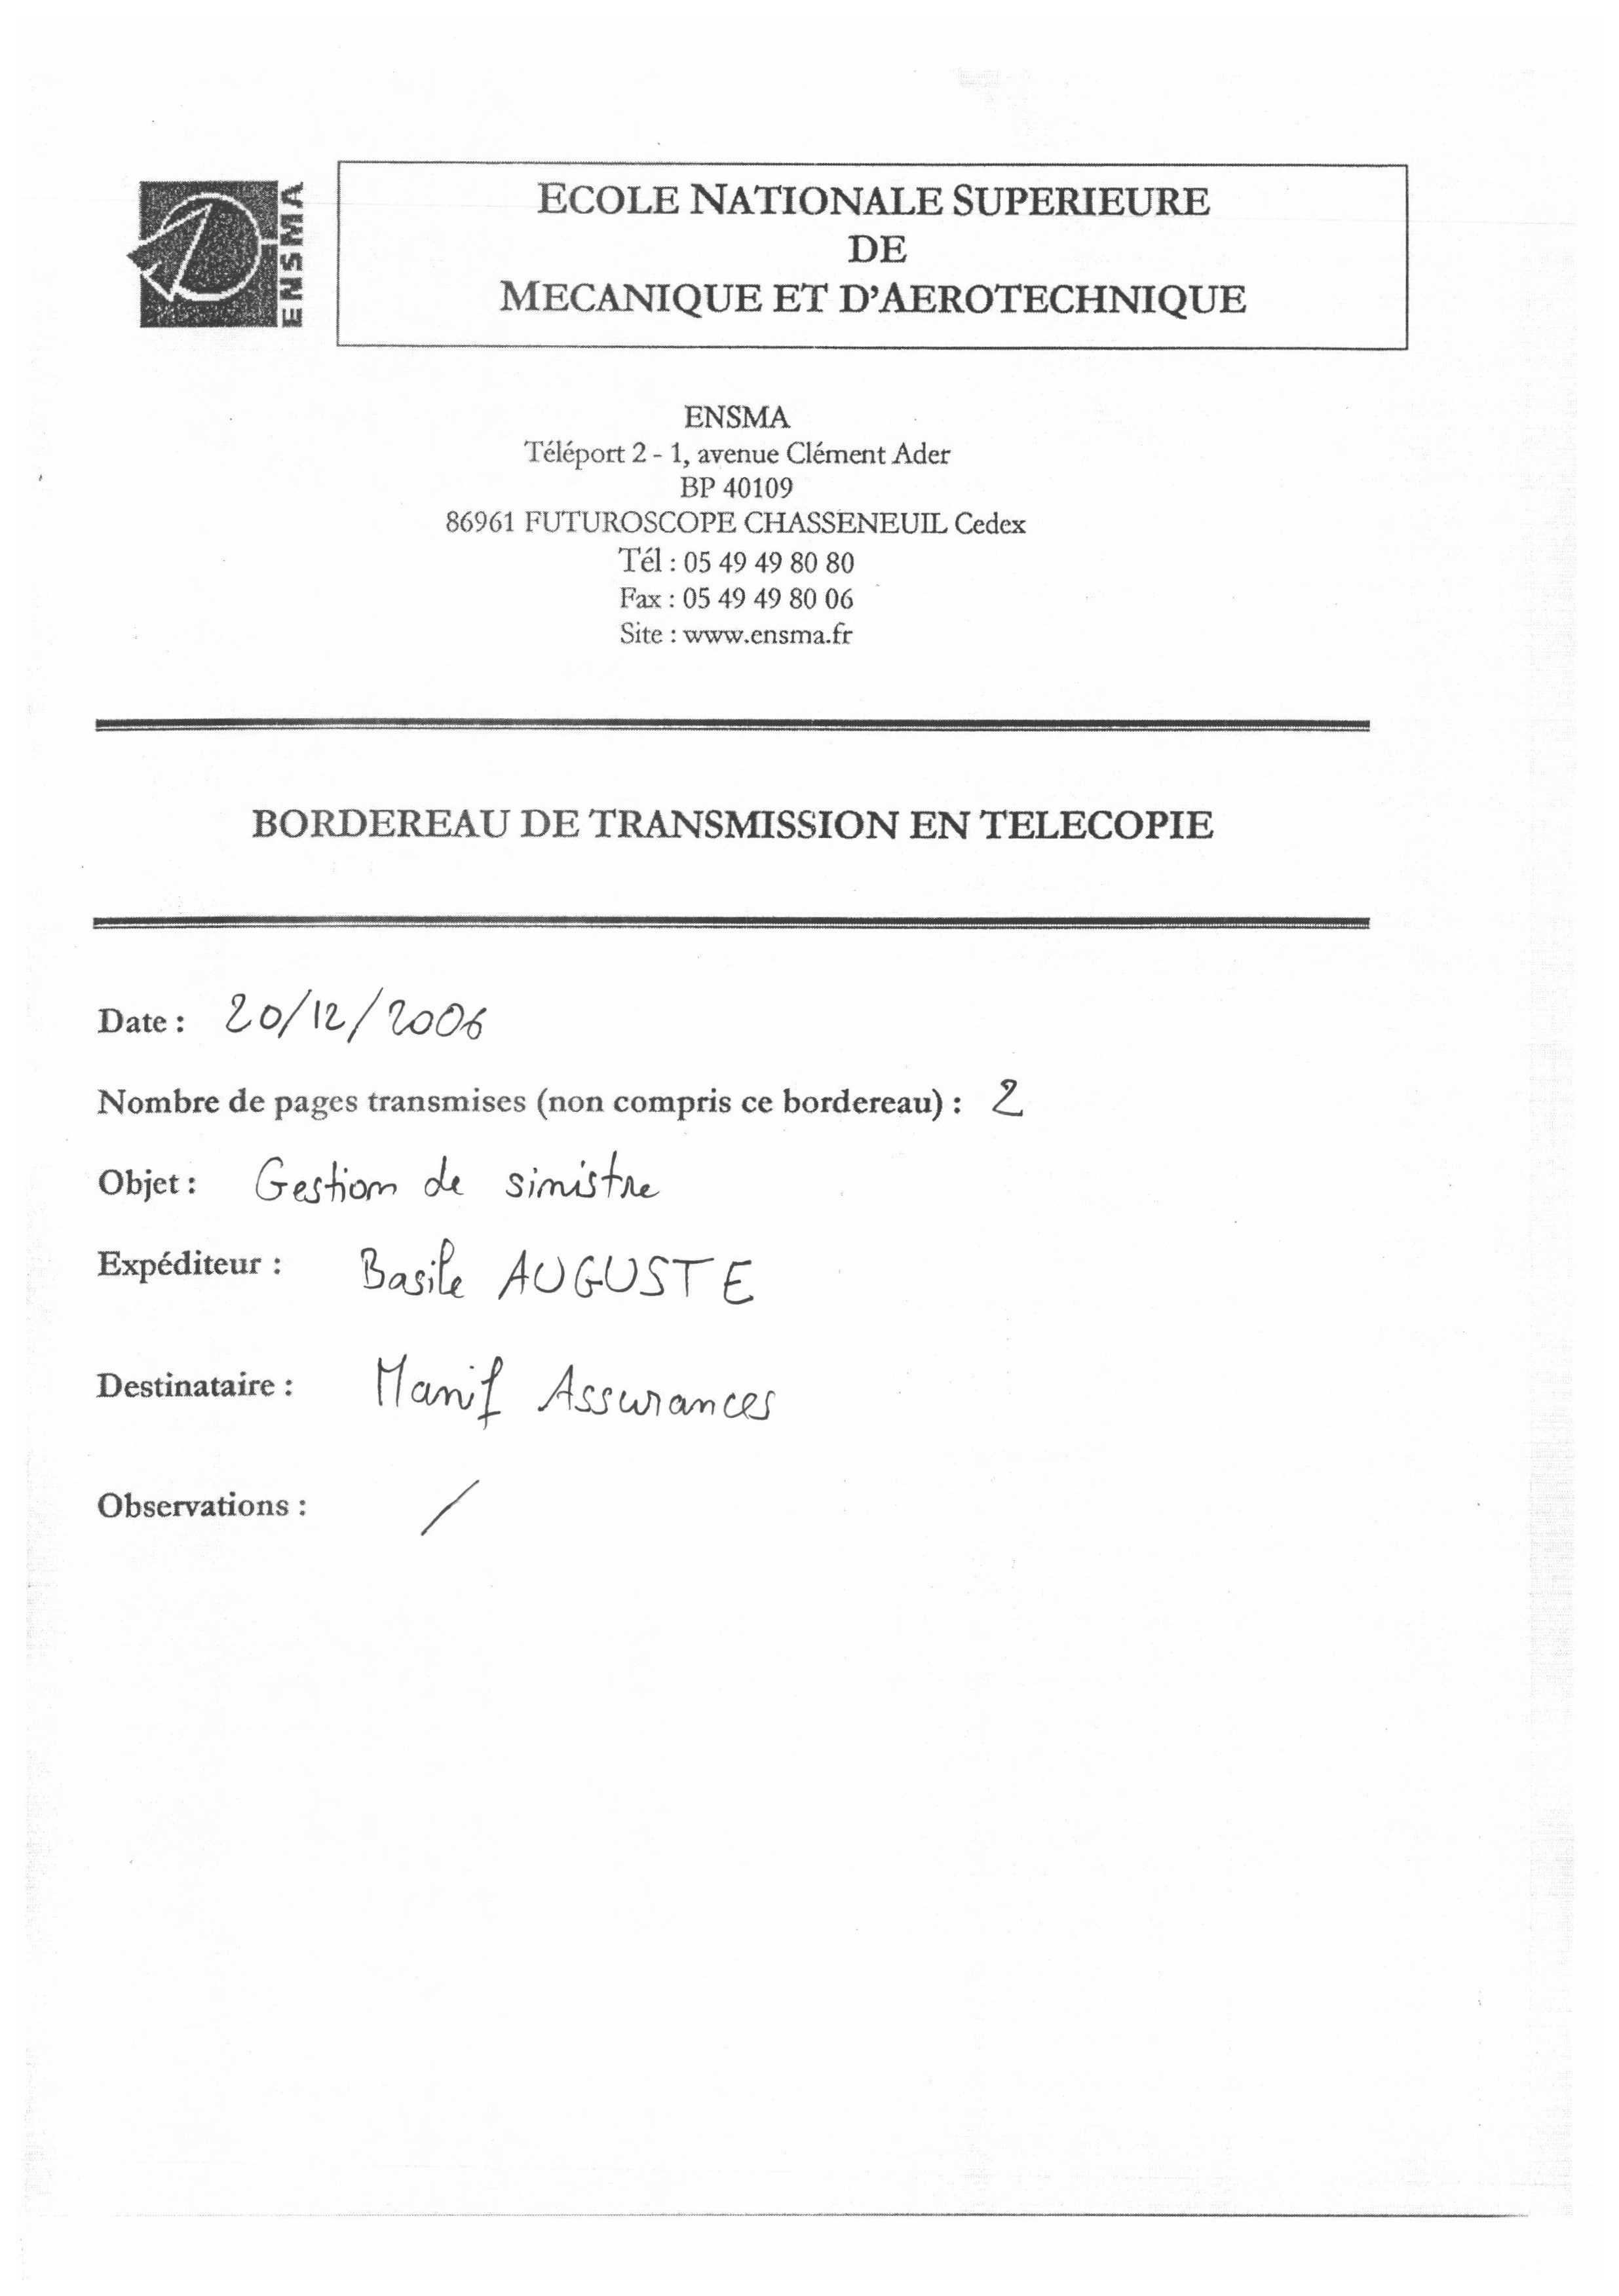 ENSMA
ECOLE NATIONALE SUPERIEURE
DE
MECANIQUE ET D'AEROTECHNIQUE
ENSMA
Téléport 2 - 1, avenue Clément Ader
BP 40109
86961 FUTUROSCOPE CHASSENEUIL Cedex
Tél : 05 49 49 80 80
Fax : 05 49 49 80 06
Site : www.ensma.fr
BORDEREAU DE TRANSMISSION EN TELECOPIE
Date : 20/12/2006
Nombre de pages transmises (non compris ce bordereau) : 2
Objet : Gestion de sinistre
Expéditeur : Basile AUGUSTE
Destinataire : Manif Assurances
Observations : /